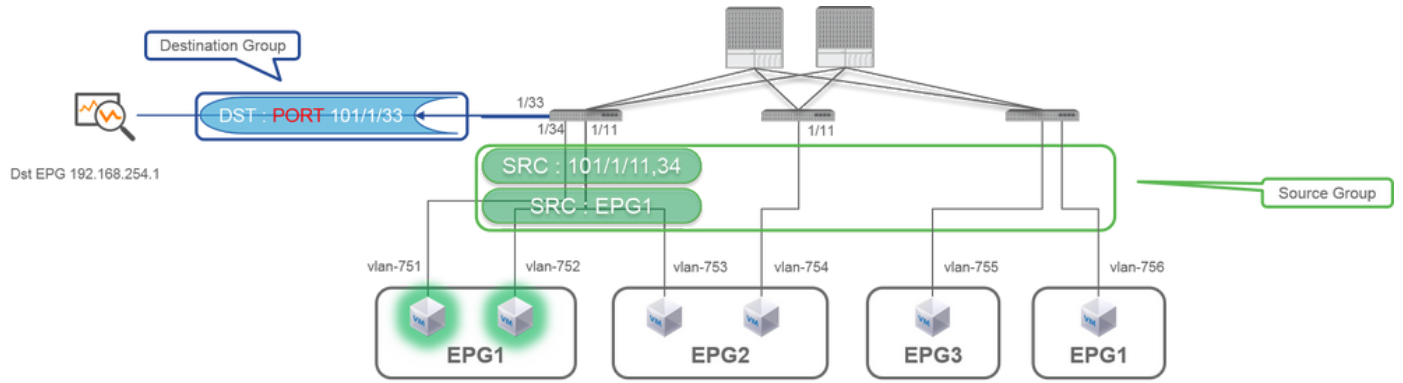 Destination Group
DST : PORT 101/1/33
1/33
1/34
1/11
1/11
Dst EPG 192.168.254.1
SRC : 101/1/11,34
SRC : EPG1
Source Group
vlan-751
vlan-752
vlan-753
vlan-754
vlan-755
vlan-756
VM
VM
VM
VM
VM
VM
EPG1
EPG2
EPG3
EPG1